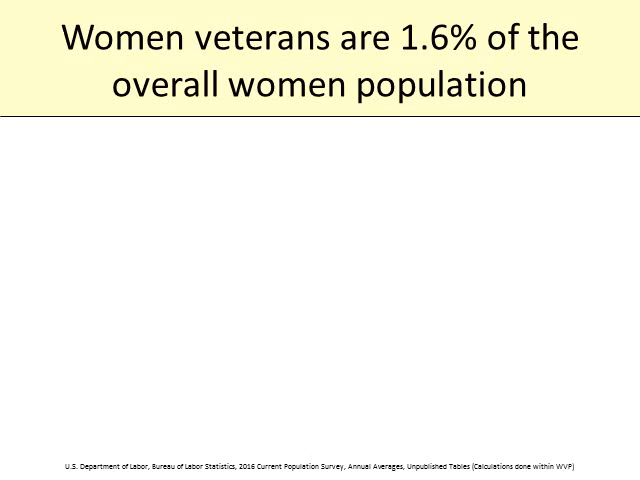 Women veterans are 1.6% of the
overall women population
U.S. Department of Labor, Bureau of Labor Statistics, 2016 Current Population Survey, Annual Averages, Unpublished Tables (Calculations done within WVP)